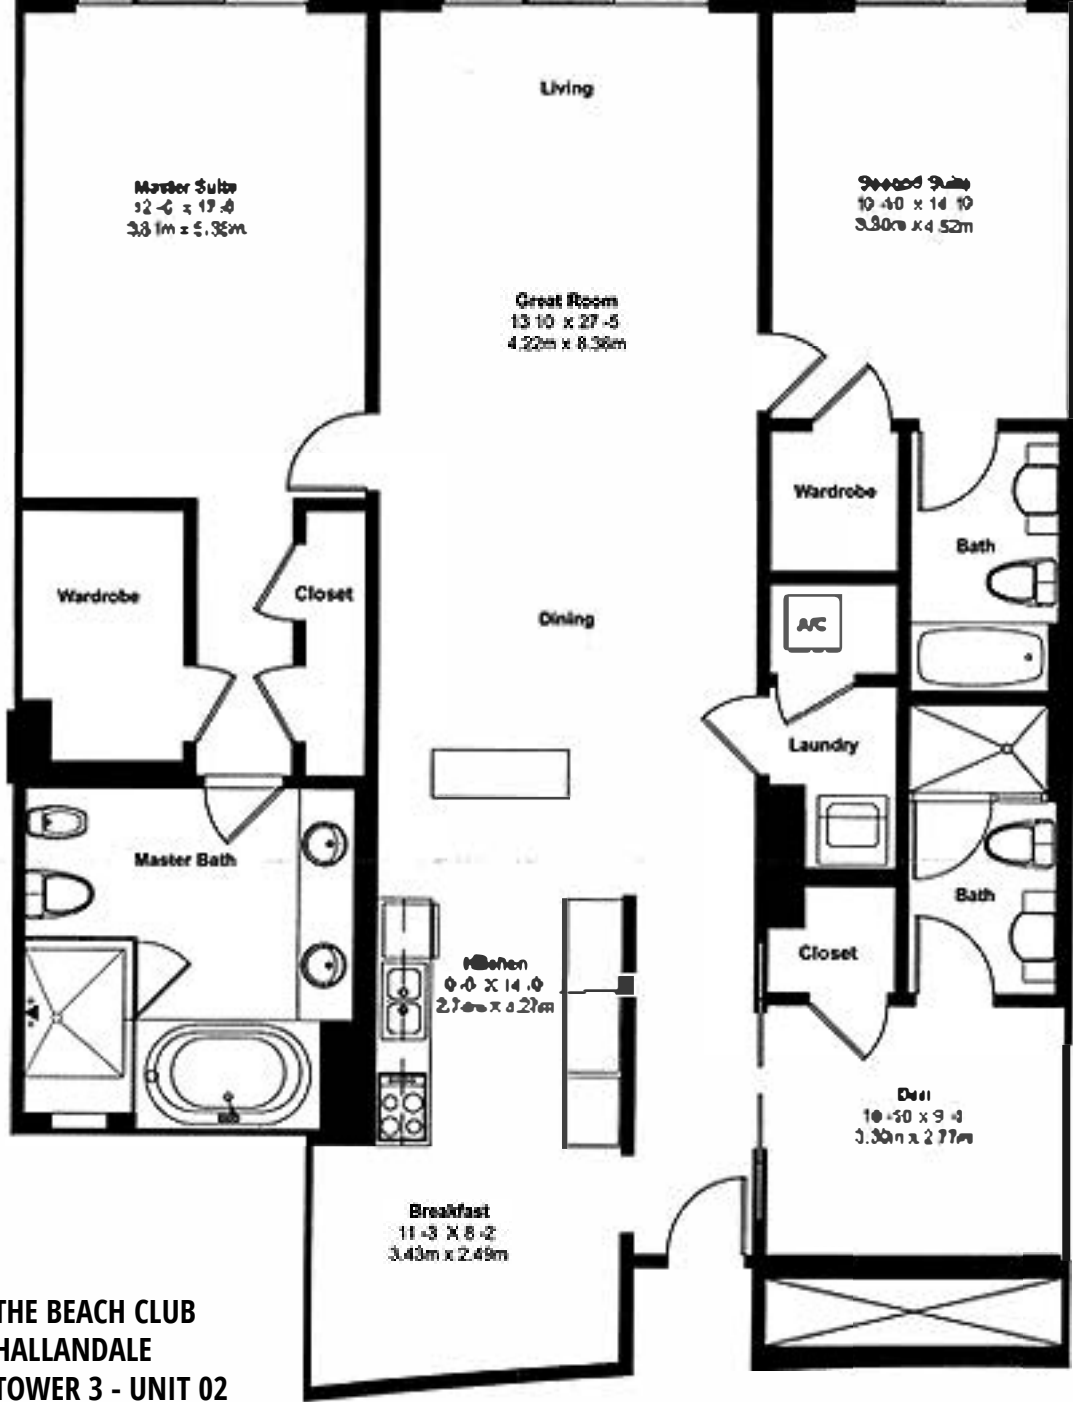 Living
Master Suite
Second Suite
Great Room
13 10 x 27 -5
4.22m x 8.36m
Wardrobe
Bath
Wardrobe
Closet
Dining
A/C
Laundry
Master Bath
Bath
Closet
Kitchen
Den
Breakfast
11 -3 X 8 -2
3.43m x 2.49m
THE BEACH CLUB
HALLANDALE
TOWER 3 - UNIT 02